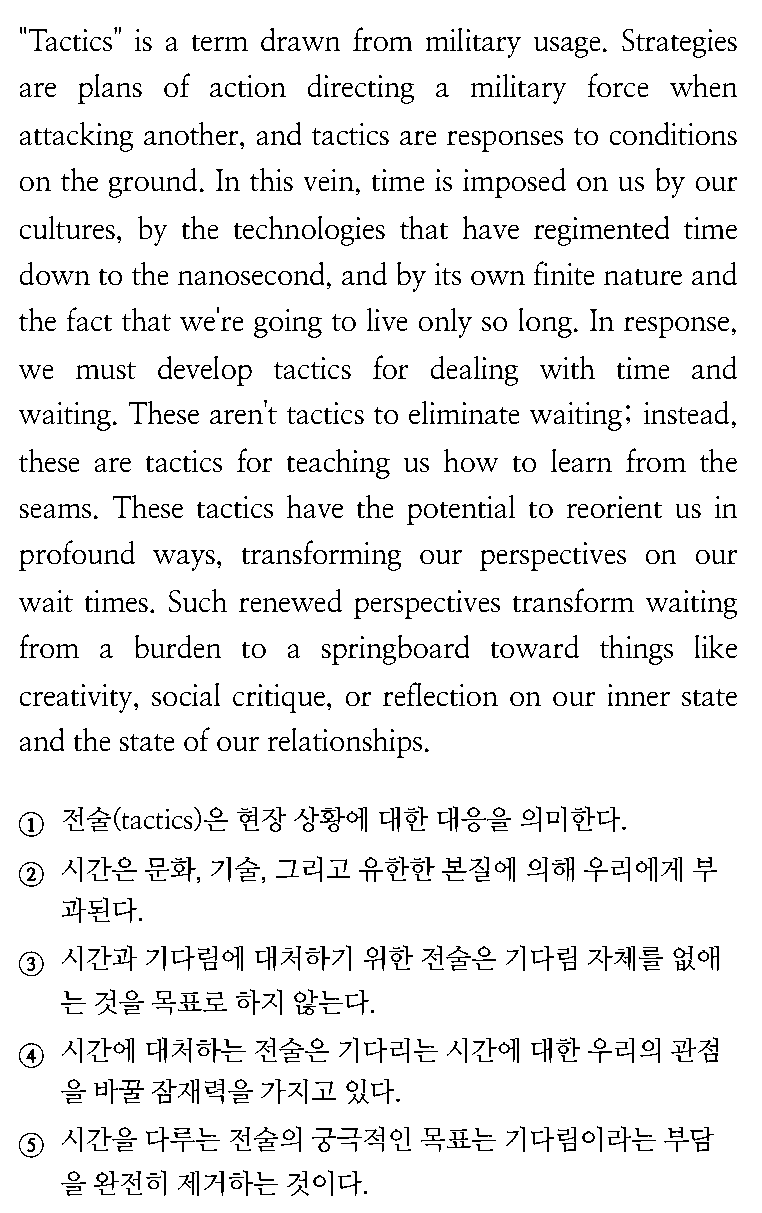 "Tactics" is a term drawn from military usage. Strategies
are plans of action directing a military force when
attacking another, and tactics are responses to conditions
on the ground. In this vein, time is imposed on us by our
cultures, by the technologies that have regimented time
down to the nanosecond, and by its own finite nature and
the fact that we're going to live only so long. In response,
we must develop tactics for dealing with time and
waiting. These aren't tactics to eliminate waiting; instead,
these are tactics for teaching us how to learn from the
seams. These tactics have the potential to reorient us in
profound ways, transforming our perspectives on our
wait times. Such renewed perspectives transform waiting
from a burden to a springboard toward things like
creativity, social critique, or reflection on our inner state
and the state of our relationships.
① 전술(tactics)은 현장 상황에 대한 대응을 의미한다.
② 시간은 문화, 기술, 그리고 유한한 본질에 의해 우리에게 부
과된다.
③ 시간과 기다림에 대처하기 위한 전술은 기다림 자체를 없애
는 것을 목표로 하지 않는다.
④ 시간에 대처하는 전술은 기다리는 시간에 대한 우리의 관점
을 바꿀 잠재력을 가지고 있다.
⑤ 시간을 다루는 전술의 궁극적인 목표는 기다림이라는 부담
을 완전히 제거하는 것이다.